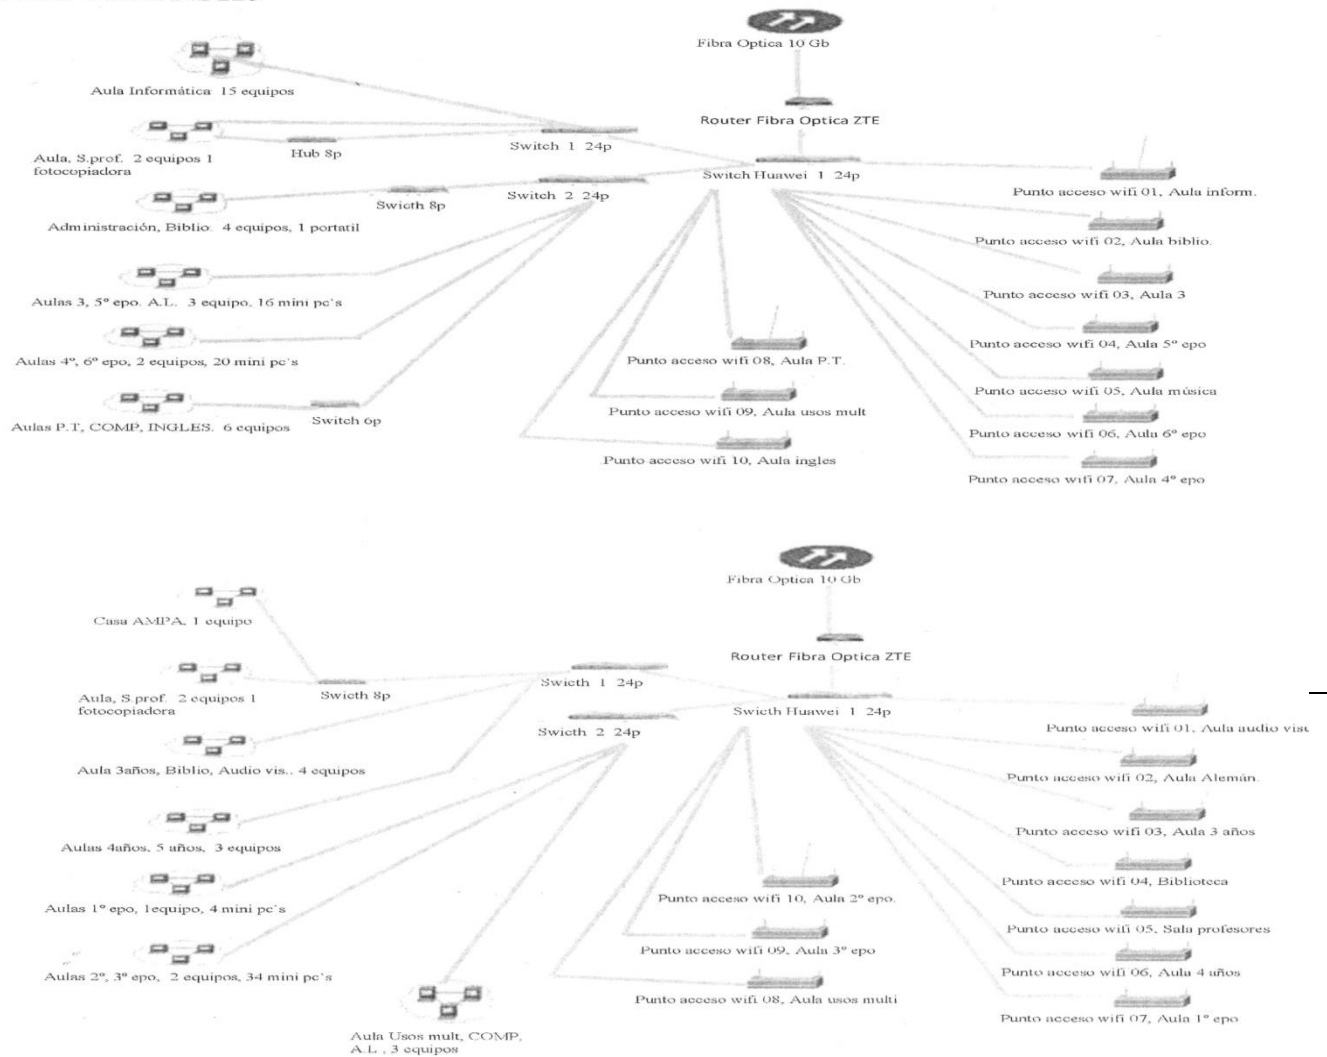 Fibra Optica 10 Gb
Router Fibra Optica ZTE
Aula Informática 15 equipos
Switch 1 24p
Hub 8p
Aula, S.prof. 2 equipos 1
fotocopiadora
Switch Huawei 1 24p
Switch 2 24p
Swicth 8p
Administración, Biblio. 4 equipos, 1 portatil
Aulas 3, 5º epo. A.L. 3 equipo, 16 mini pc's
Aulas 4º, 6º epo, 2 equipos, 20 mini pc's
Aulas P.T, COMP, INGLES. 6 equipos
Switch 6p
Punto acceso wifi 08, Aula P.T.
Punto acceso wifi 09, Aula usos mult
Punto acceso wifi 10, Aula ingles
Punto acceso wifi 01, Aula inform.
Punto acceso wifi 02, Aula biblio.
Punto acceso wifi 03, Aula 3
Punto acceso wifi 04, Aula 5º epo
Punto acceso wifi 05, Aula música
Punto acceso wifi 06, Aula 6º epo
Punto acceso wifi 07, Aula 4º epo
Fibra Optica 10 Gb
Router Fibra Optica ZTE
Casa AMPA, 1 equipo
Swicth 1 24p
Swicth 8p
Aula, S.prof. 2 equipos 1
fotocopiadora
Swicth Huawei 1 24p
Swicth 2 24p
Aula 3años, Biblio, Audio vis.. 4 equipos
Aulas 4años, 5 años, 3 equipos
Aulas 1º epo, 1equipo, 4 mini pc's
Aulas 2º, 3º epo, 2 equipos, 34 mini pc's
Aula Usos mult, COMP,
A.L , 3 equipos
Punto acceso wifi 10, Aula 2º epo.
Punto acceso wifi 09, Aula 3º epo
Punto acceso wifi 08, Aula usos multi
Punto acceso wifi 01, Aula audio visu
Punto acceso wifi 02, Aula Alemán.
Punto acceso wifi 03, Aula 3 años
Punto acceso wifi 04, Biblioteca
Punto acceso wifi 05, Sala profesores
Punto acceso wifi 06, Aula 4 años
Punto acceso wifi 07, Aula 1º epo